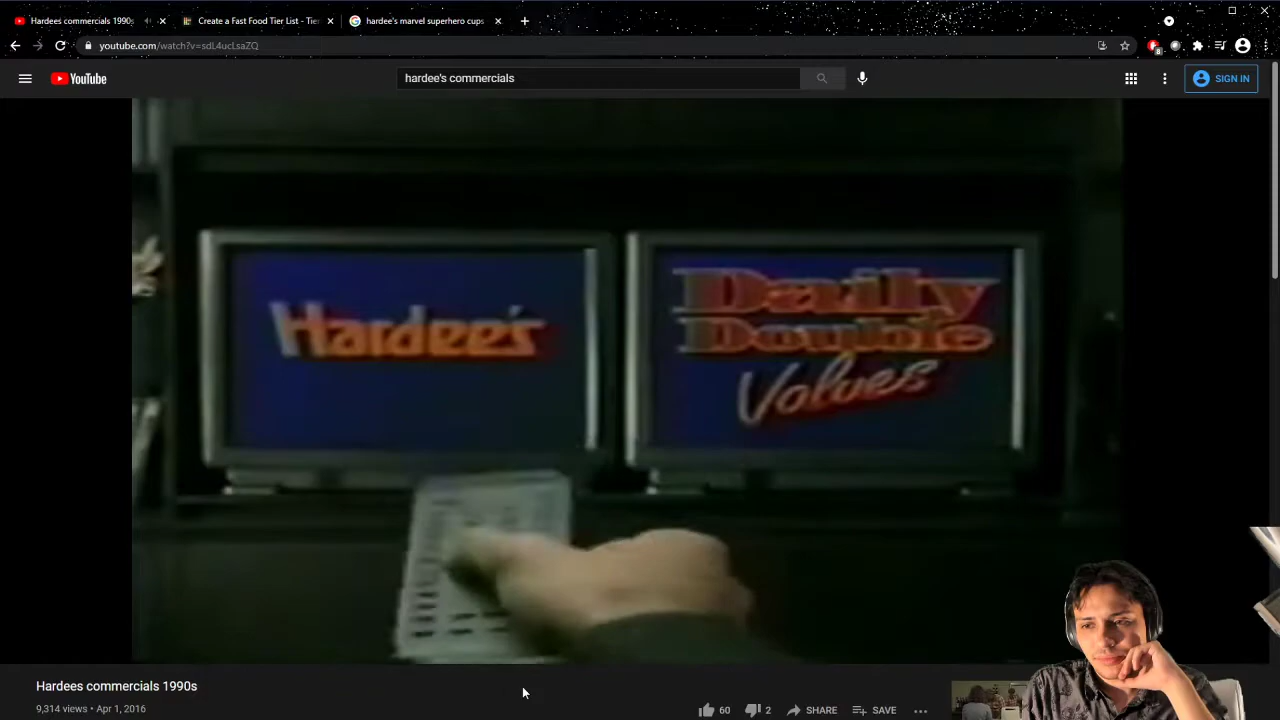 Hardees commercials 1990s
Create a Fast Food Tier List - Tier
hardee's marvel superhero cups
youtube.com/watch?v=sdL4ucLsaZQ
8
YouTube
hardee's commercials
SIGN IN
Hardee's
Daily
Double
Values
Hardees commercials 1990s
9,314 views • Apr 1, 2016
60
2
SHARE
SAVE